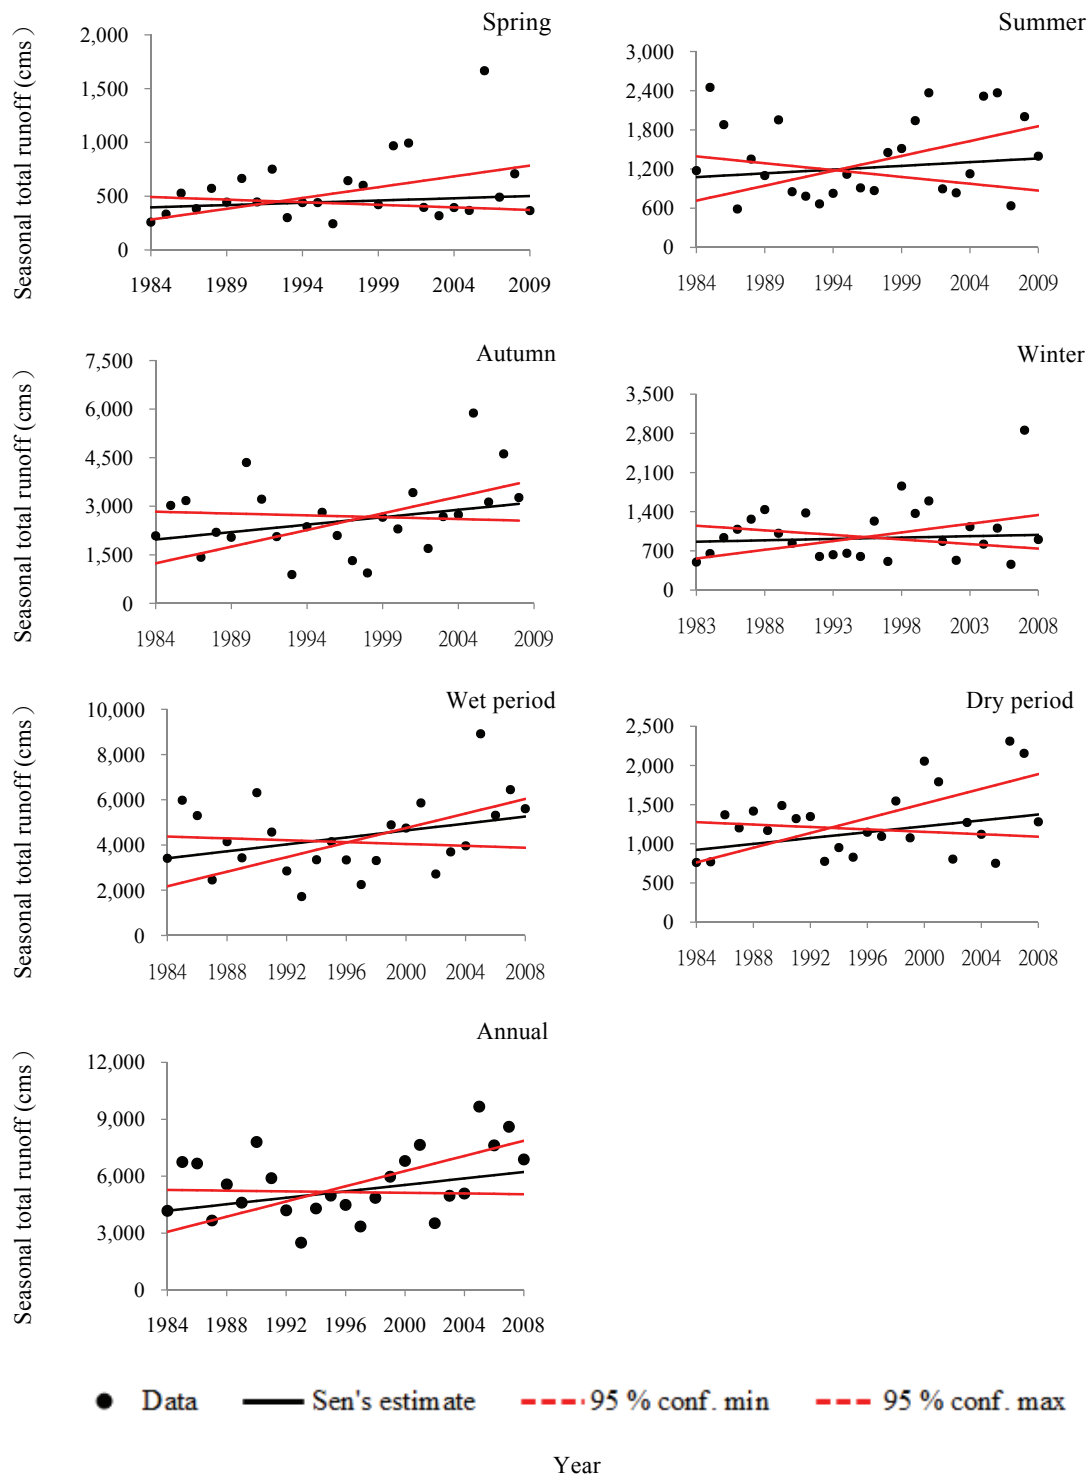 Spring
Seasonal total runoff (cms)
2,000
1,500
1,000
500
0
1984 1989 1994 1999 2004 2009
Summer
3,000
2,400
1,800
1,200
600
0
1984 1989 1994 1999 2004 2009
Autumn
Seasonal total runoff (cms)
7,500
6,000
4,500
3,000
1,500
0
1984 1989 1994 1999 2004 2009
Winter
3,500
2,800
2,100
1,400
700
0
1983 1988 1993 1998 2003 2008
Wet period
Seasonal total runoff (cms)
10,000
8,000
6,000
4,000
2,000
0
1984 1988 1992 1996 2000 2004 2008
Dry period
2,500
2,000
1,500
1,000
500
0
1984 1988 1992 1996 2000 2004 2008
Annual
Seasonal total runoff (cms)
12,000
9,000
6,000
3,000
0
1984 1988 1992 1996 2000 2004 2008
Data Sen's estimate 95 % conf. min 95 % conf. max
Year